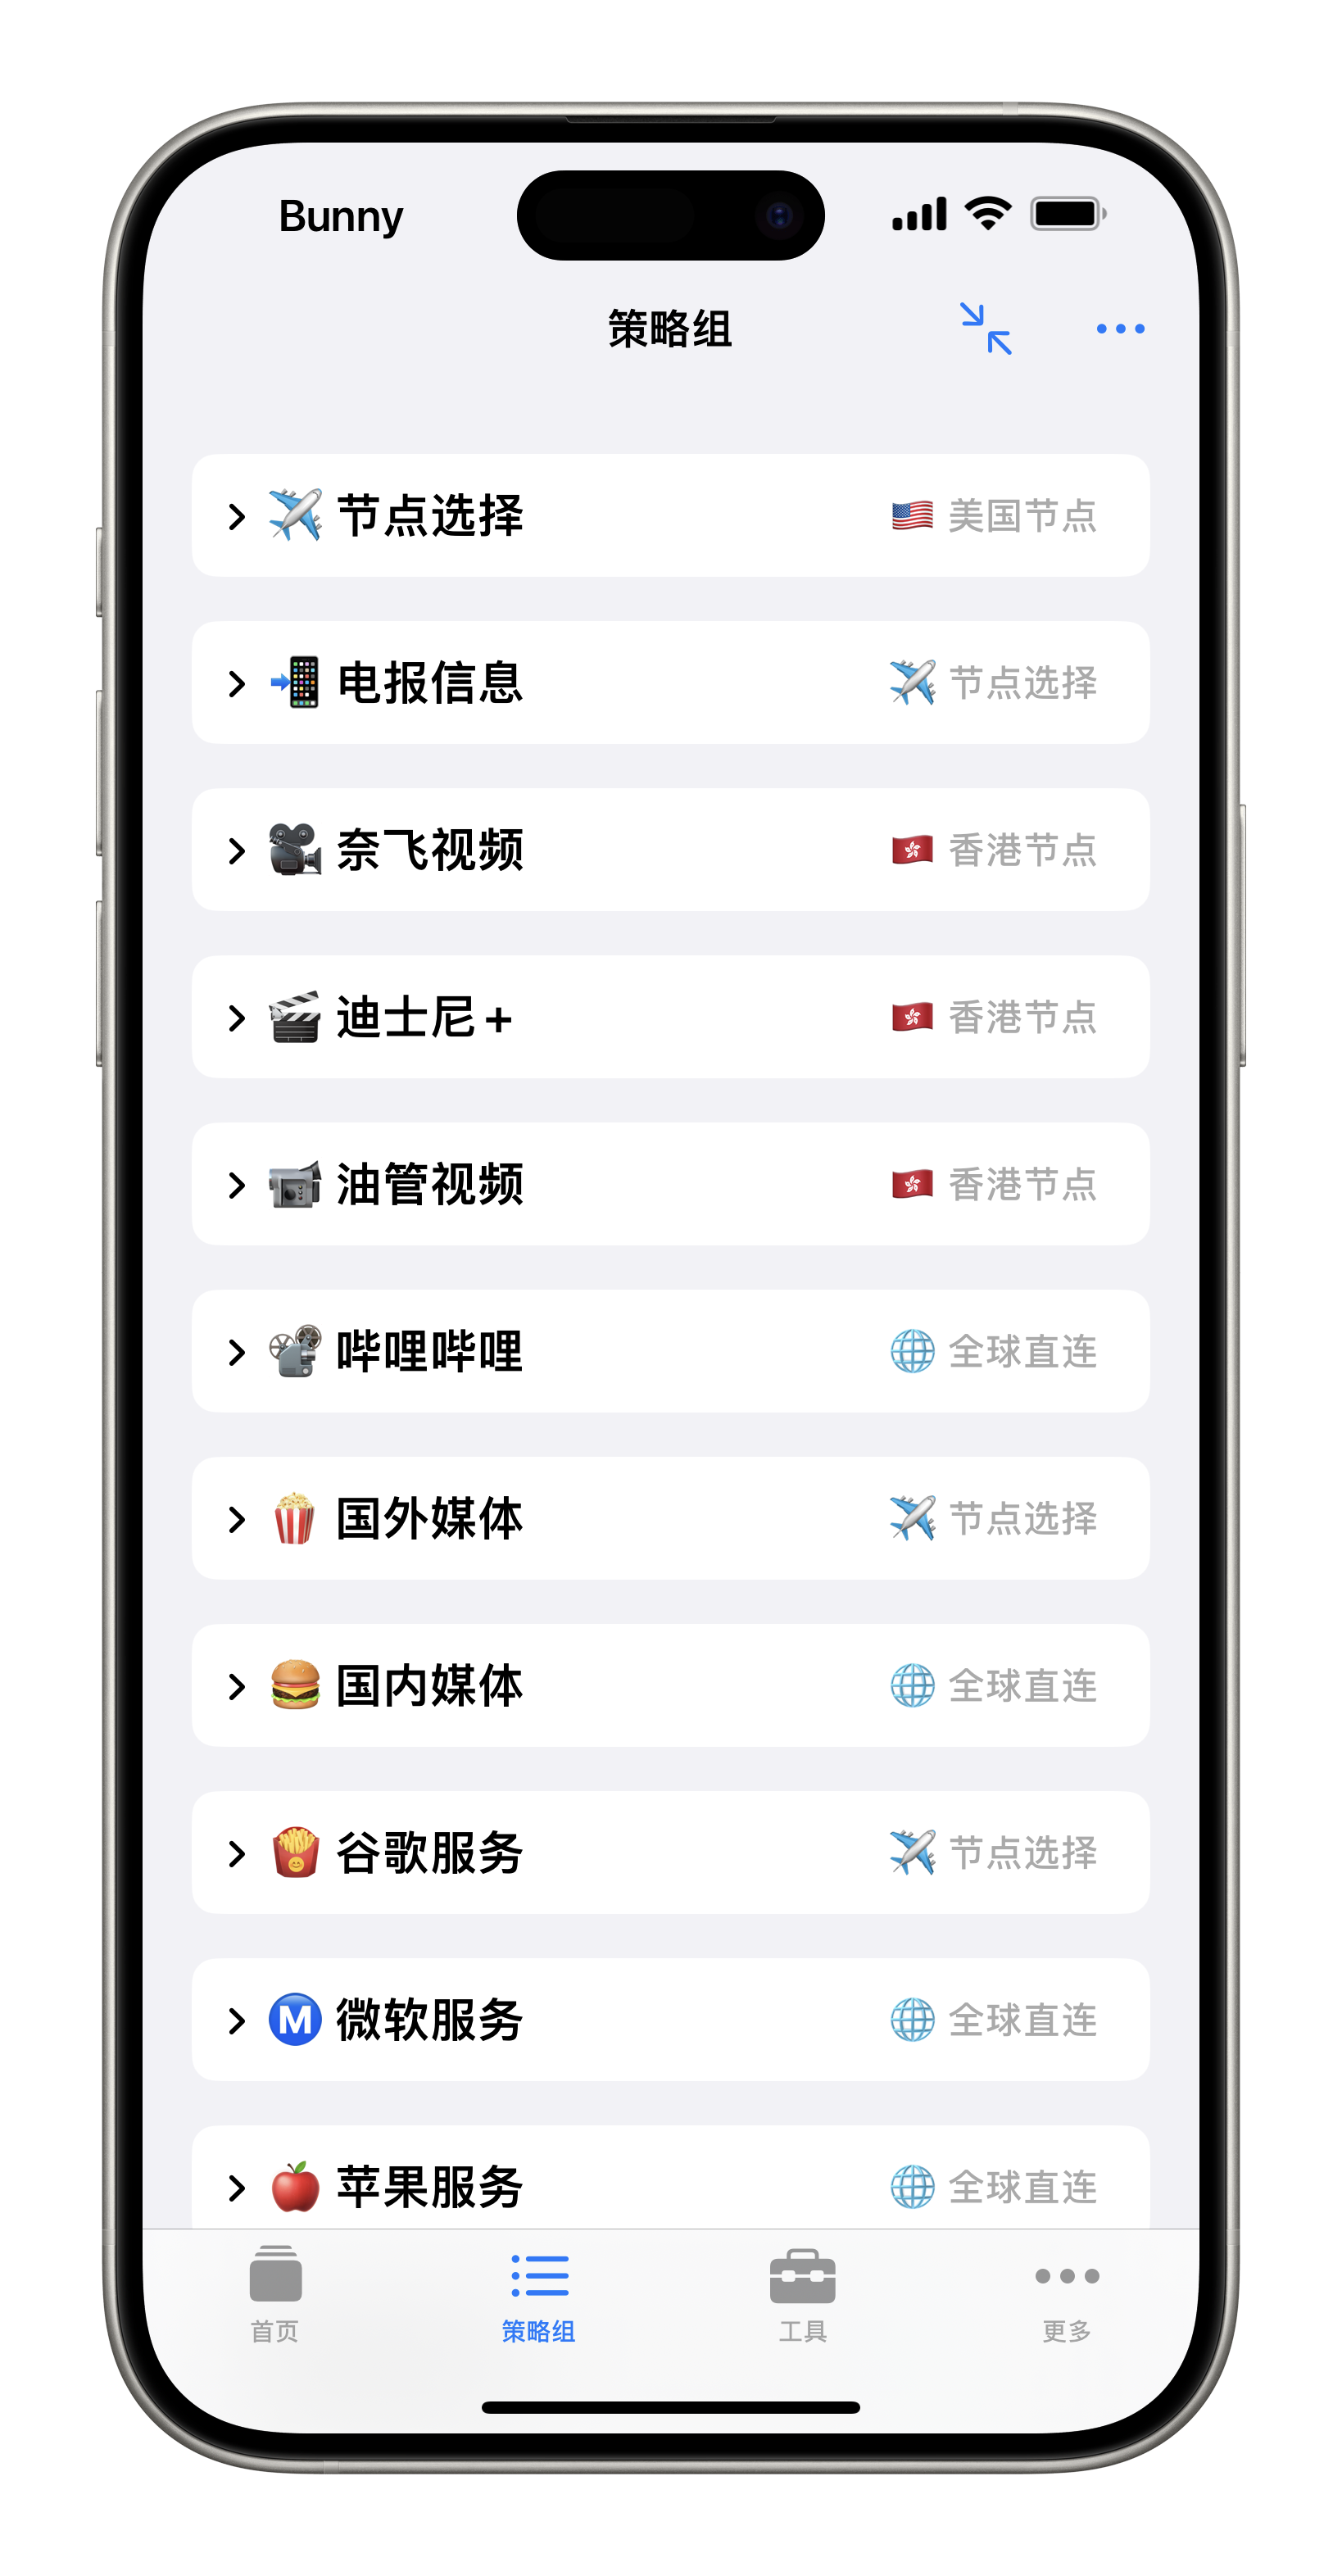 Bunny
策略组
节点选择 美国节点
电报信息 节点选择
奈飞视频 香港节点
迪士尼+ 香港节点
油管视频 香港节点
哔哩哔哩 全球直连
国外媒体 节点选择
国内媒体 全球直连
谷歌服务 节点选择
Ⓜ️ 微软服务 全球直连
苹果服务 全球直连
首页 策略组 工具 更多